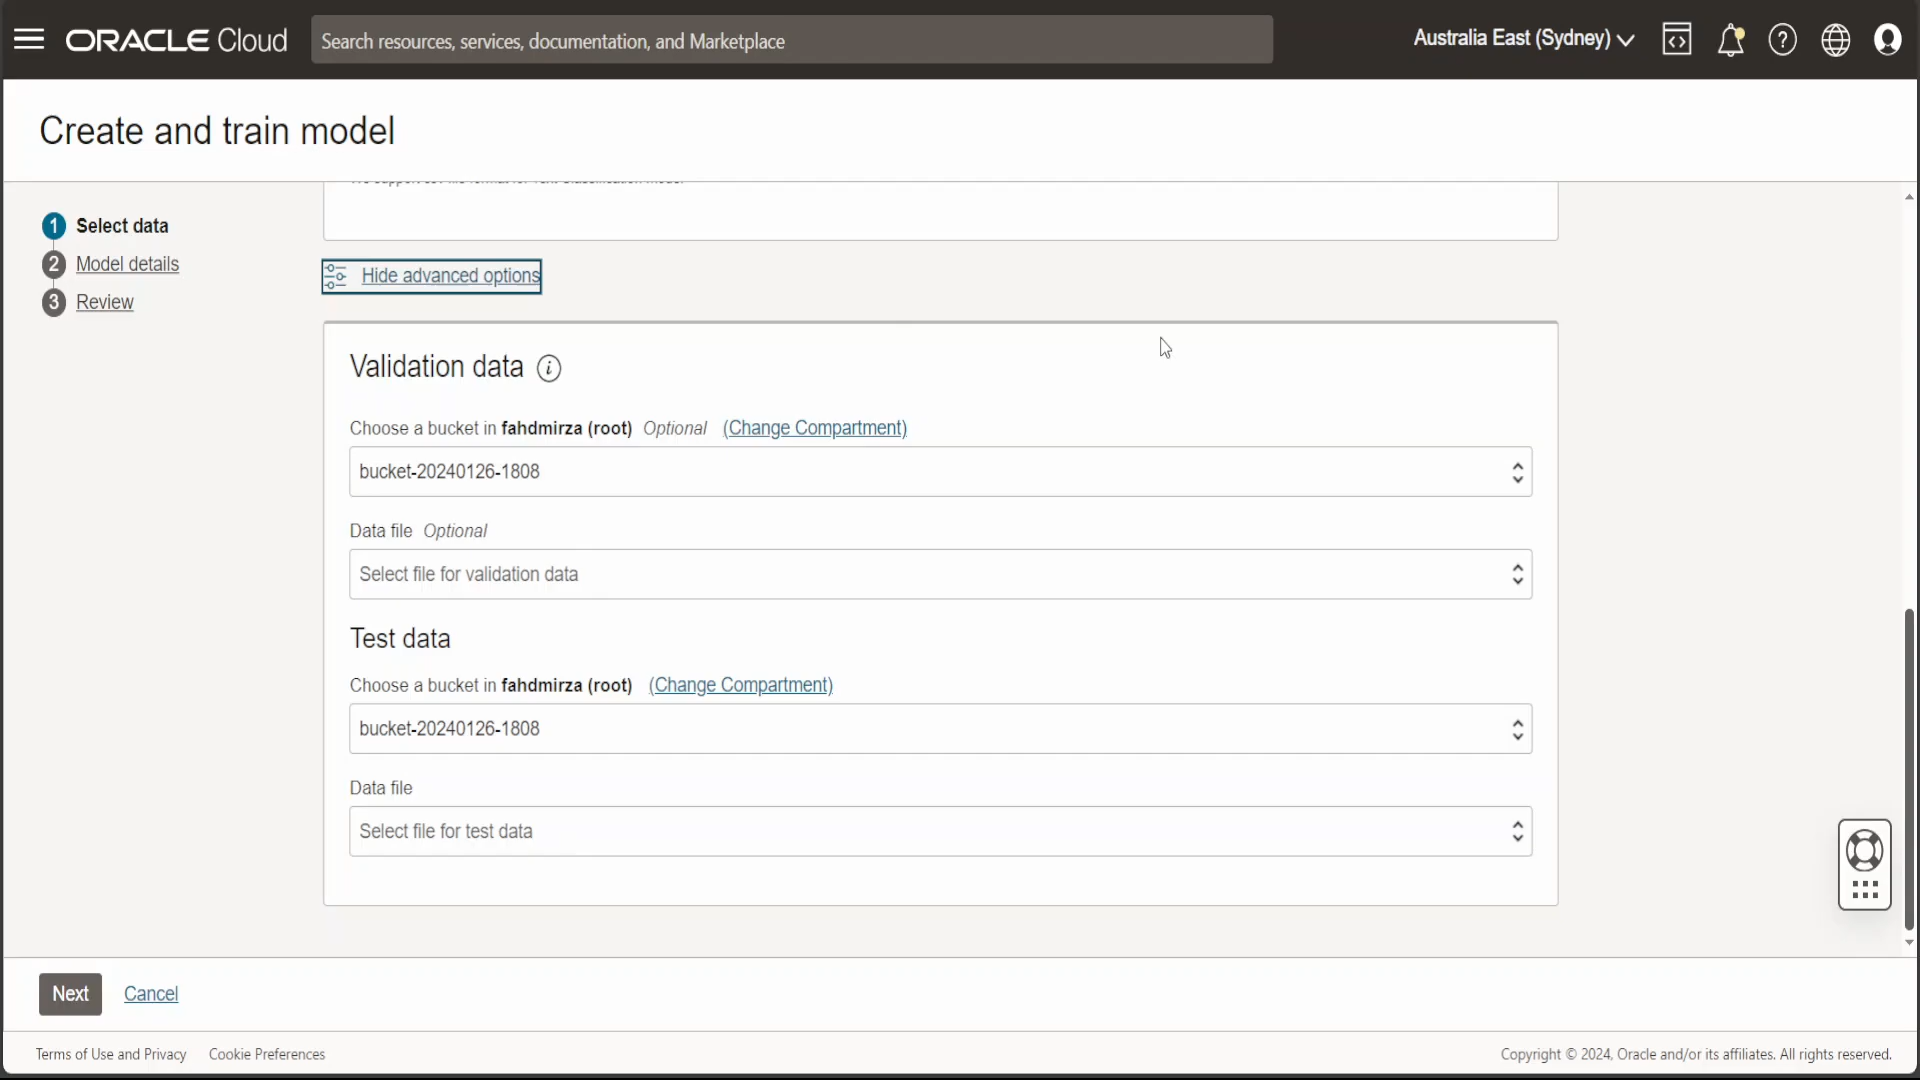 ORACLE Cloud
Search resources, services, documentation, and Marketplace
Australia East (Sydney)
Create and train model
1 Select data
2 Model details
3 Review
Hide advanced options
Validation data
Choose a bucket in fahdmirza (root) Optional (Change Compartment)
bucket-20240126-1808
Data file Optional
Select file for validation data
Test data
Choose a bucket in fahdmirza (root) (Change Compartment)
bucket-20240126-1808
Data file
Select file for test data
Next Cancel
Terms of Use and Privacy Cookie Preferences
Copyright © 2024, Oracle and/or its affiliates. All rights reserved.